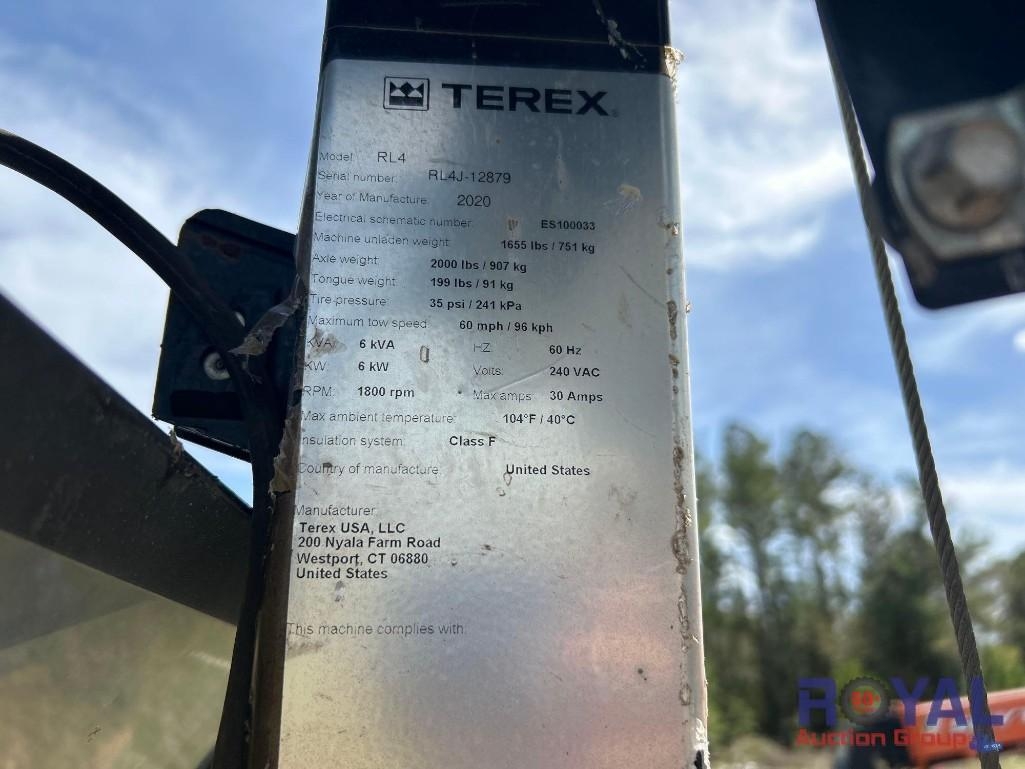 TEREX
Model: RL4
Serial number: RL4J-12879
Year of Manufacture: 2020
Electrical schematic number: ES100033
Machine unladen weight: 1655 lbs / 751 kg
Axle weight: 2000 lbs / 907 kg
Tongue weight: 199 lbs / 91 kg
Tire-pressure: 35 psi / 241 kPa
Maximum tow speed 60 mph / 96 kph
KVA: 6 kVA HZ: 60 Hz
KW: 6 kW Volts: 240 VAC
RPM: 1800 rpm Max amps: 30 Amps
Max ambient temperature: 104°F / 40°C
Insulation system: Class F
Country of manufacture: United States
Manufacturer:
Terex USA, LLC
200 Nyala Farm Road
Westport, CT 06880
United States
This machine complies with:
ROYAL
Auction Group